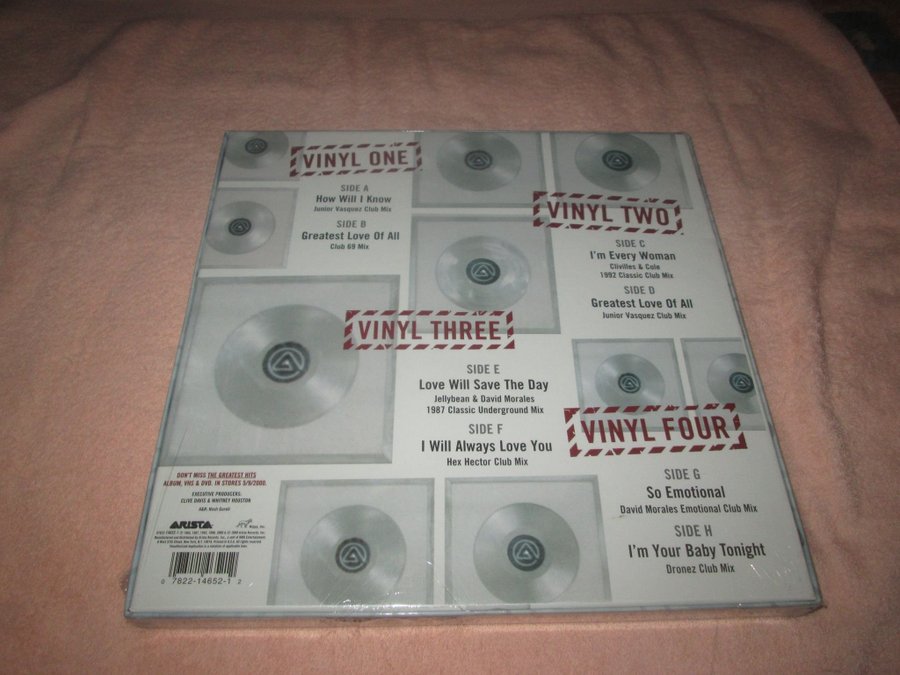 VINYL ONE
SIDE A
How Will I Know
Junior Vasquez Club Mix
SIDE B
Greatest Love Of All
Club 69 Mix
VINYL TWO
SIDE C
I'm Every Woman
Clivilles & Cole
1992 Classic Club Mix
SIDE D
Greatest Love Of All
Junior Vasquez Club Mix
VINYL THREE
SIDE E
Love Will Save The Day
Jellybean & David Morales
1987 Classic Underground Mix
SIDE F
I Will Always Love You
Hex Hector Club Mix
VINYL FOUR
SIDE G
So Emotional
David Morales Emotional Club Mix
SIDE H
I'm Your Baby Tonight
Dronez Club Mix
DON'T MISS THE GREATEST HITS
ALBUM, VHS & DVD. IN STORES 5/9/2000.
EXECUTIVE PRODUCERS:
CLIVE DAVIS & WHITNEY HOUSTON
ARISTA
0 7822-14652-1 2